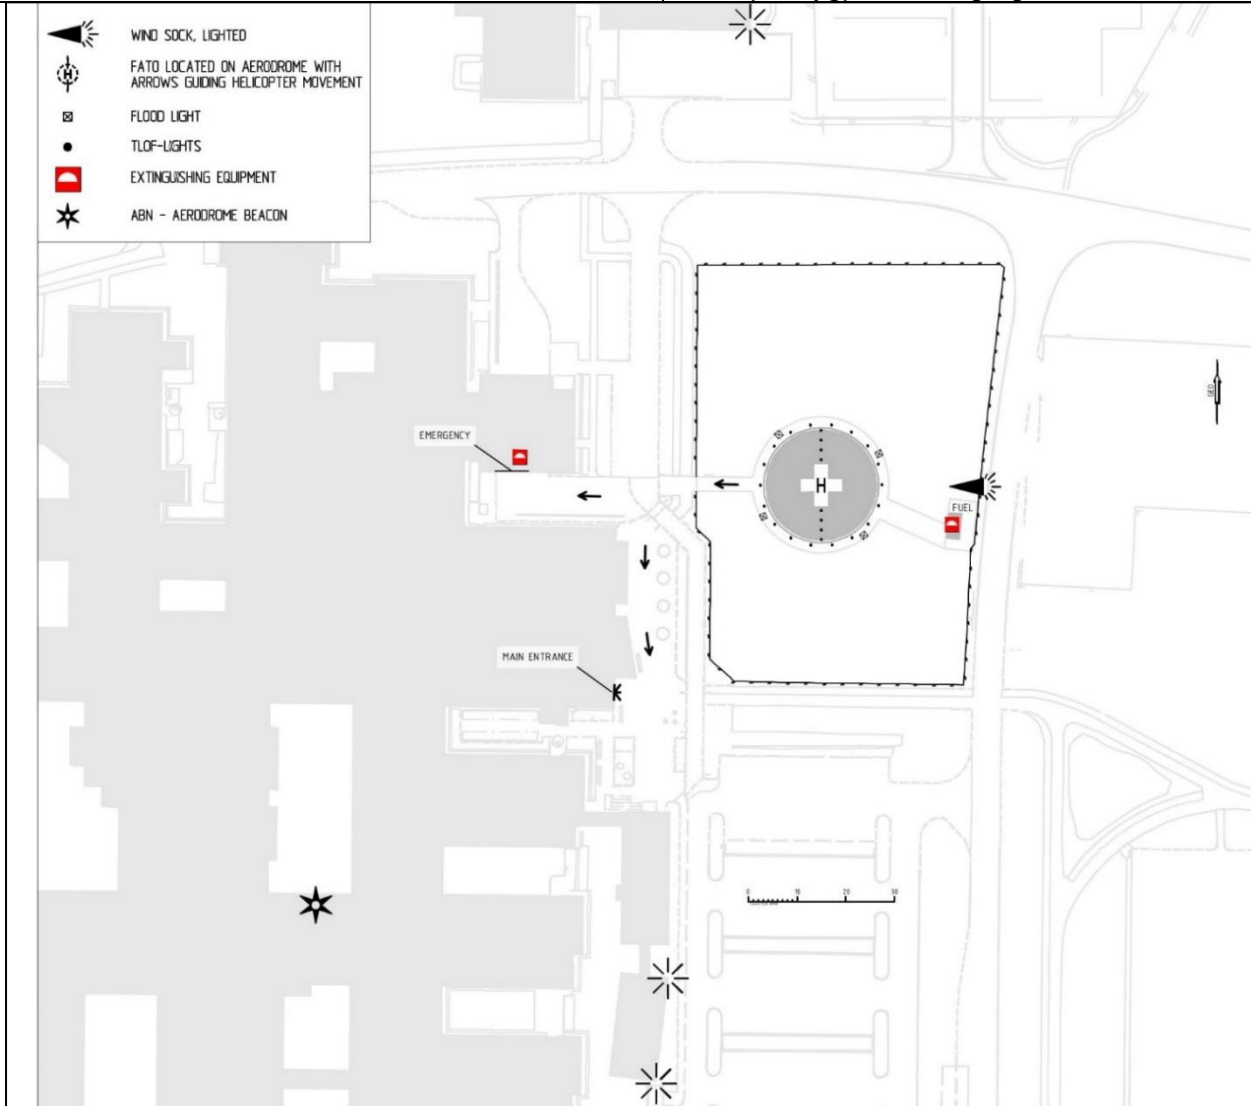 WIND SOCK, LIGHTED
FATO LOCATED ON AERODROME WITH
ARROWS GUIDING HELICOPTER MOVEMENT
FLOOD LIGHT
TLOF-LIGHTS
EXTINGUISHING EQUIPMENT
ABN - AERODROME BEACON
GEO
EMERGENCY
H
FUEL
MAIN ENTRANCE
0 10 20 30